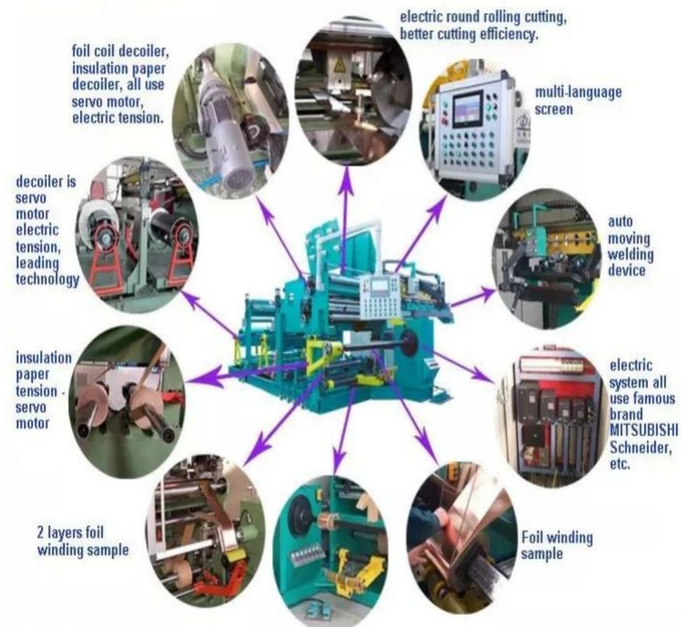 electric round rolling cutting,
better cutting efficiency.
foil coil decoiler,
insulation paper
decoiler, all use
servo motor,
electric tension.
multi-language
screen
decoiler is
servo
motor
electric
tension,
leading
technology
auto
moving
welding
device
insulation
paper
tension -
servo
motor
electric
system all
use famous
brand
MITSUBISHI
Schneider,
etc.
2 layers foil
winding sample
Foil winding
sample